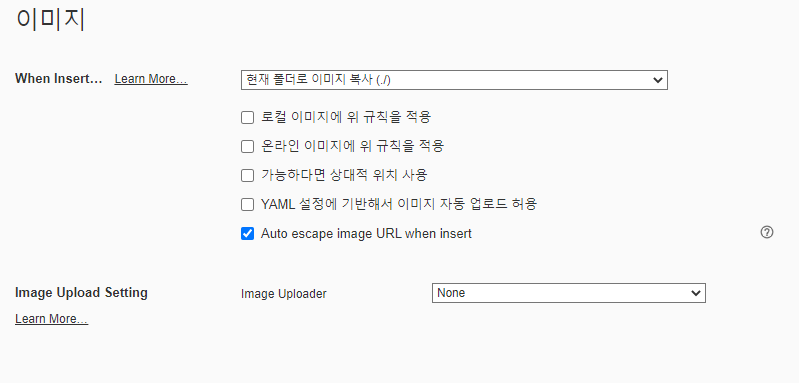 이미지
When Insert... Learn More...
현재 폴더로 이미지 복사 (./)
로컬 이미지에 위 규칙을 적용
온라인 이미지에 위 규칙을 적용
가능하다면 상대적 위치 사용
YAML 설정에 기반해서 이미지 자동 업로드 허용
Auto escape image URL when insert
Image Upload Setting Image Uploader None
Learn More...